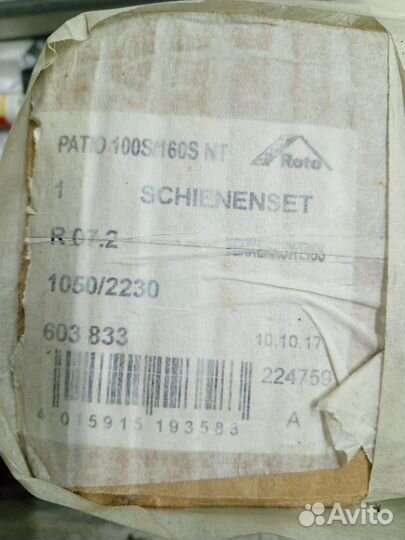 PATIO 100S/160S NT
Roto
1 SCHIENENSET
R 07.2
1050/2230
603 833
10.10.17
224759
4 015915 193583
A
Avito